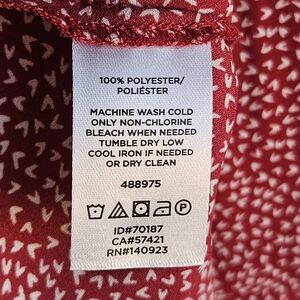 100% POLYESTER/
POLIÉSTER
MACHINE WASH COLD
ONLY NON-CHLORINE
BLEACH WHEN NEEDED
TUMBLE DRY LOW
COOL IRON IF NEEDED
OR DRY CLEAN
488975
P
ID#70187
CA#57421
RN#140923